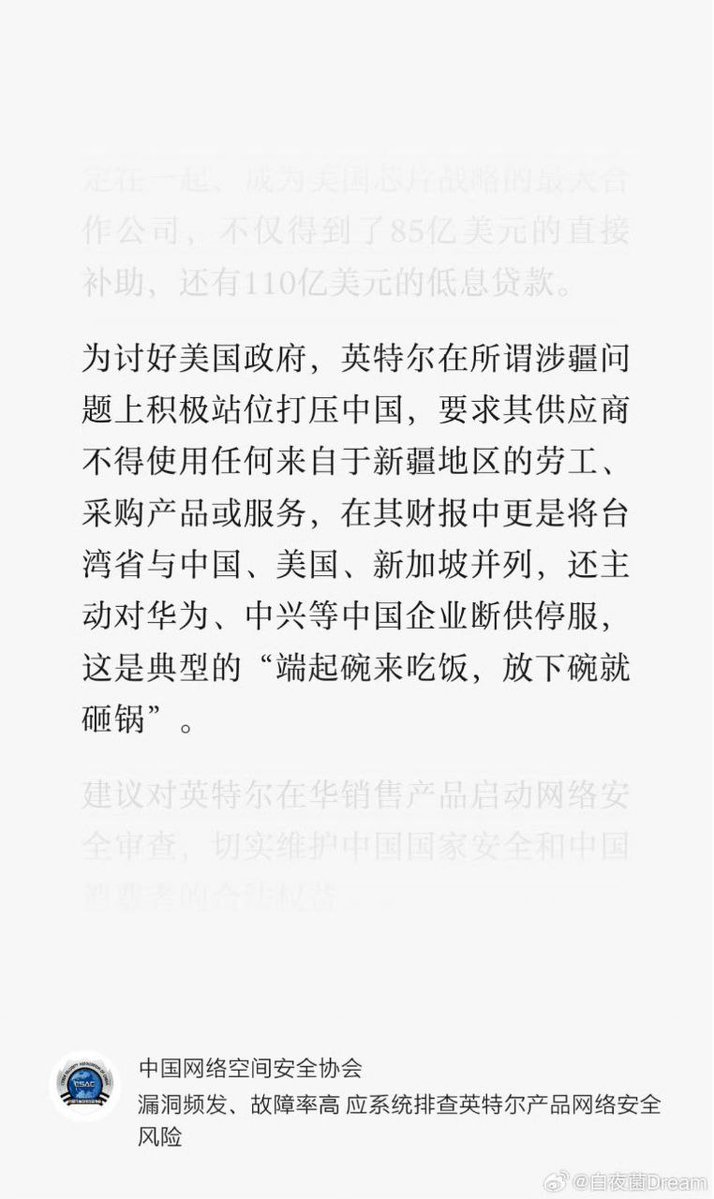 定在一起、成为美国芯片战略的最大合
作公司，不仅得到了85亿美元的直接
补助，还有110亿美元的低息贷款。
为讨好美国政府，英特尔在所谓涉疆问
题上积极站位打压中国，要求其供应商
不得使用任何来自于新疆地区的劳工、
采购产品或服务，在其财报中更是将台
湾省与中国、美国、新加坡并列，还主
动对华为、中兴等中国企业断供停服，
这是典型的“端起碗来吃饭，放下碗就
砸锅”。
建议对英特尔在华销售产品启动网络安
全审查，切实维护中国国家安全和中国
消费者的合法权益
CSAC
中国网络空间安全协会
漏洞频发、故障率高 应系统排查英特尔产品网络安全
风险
@白夜菌Dream